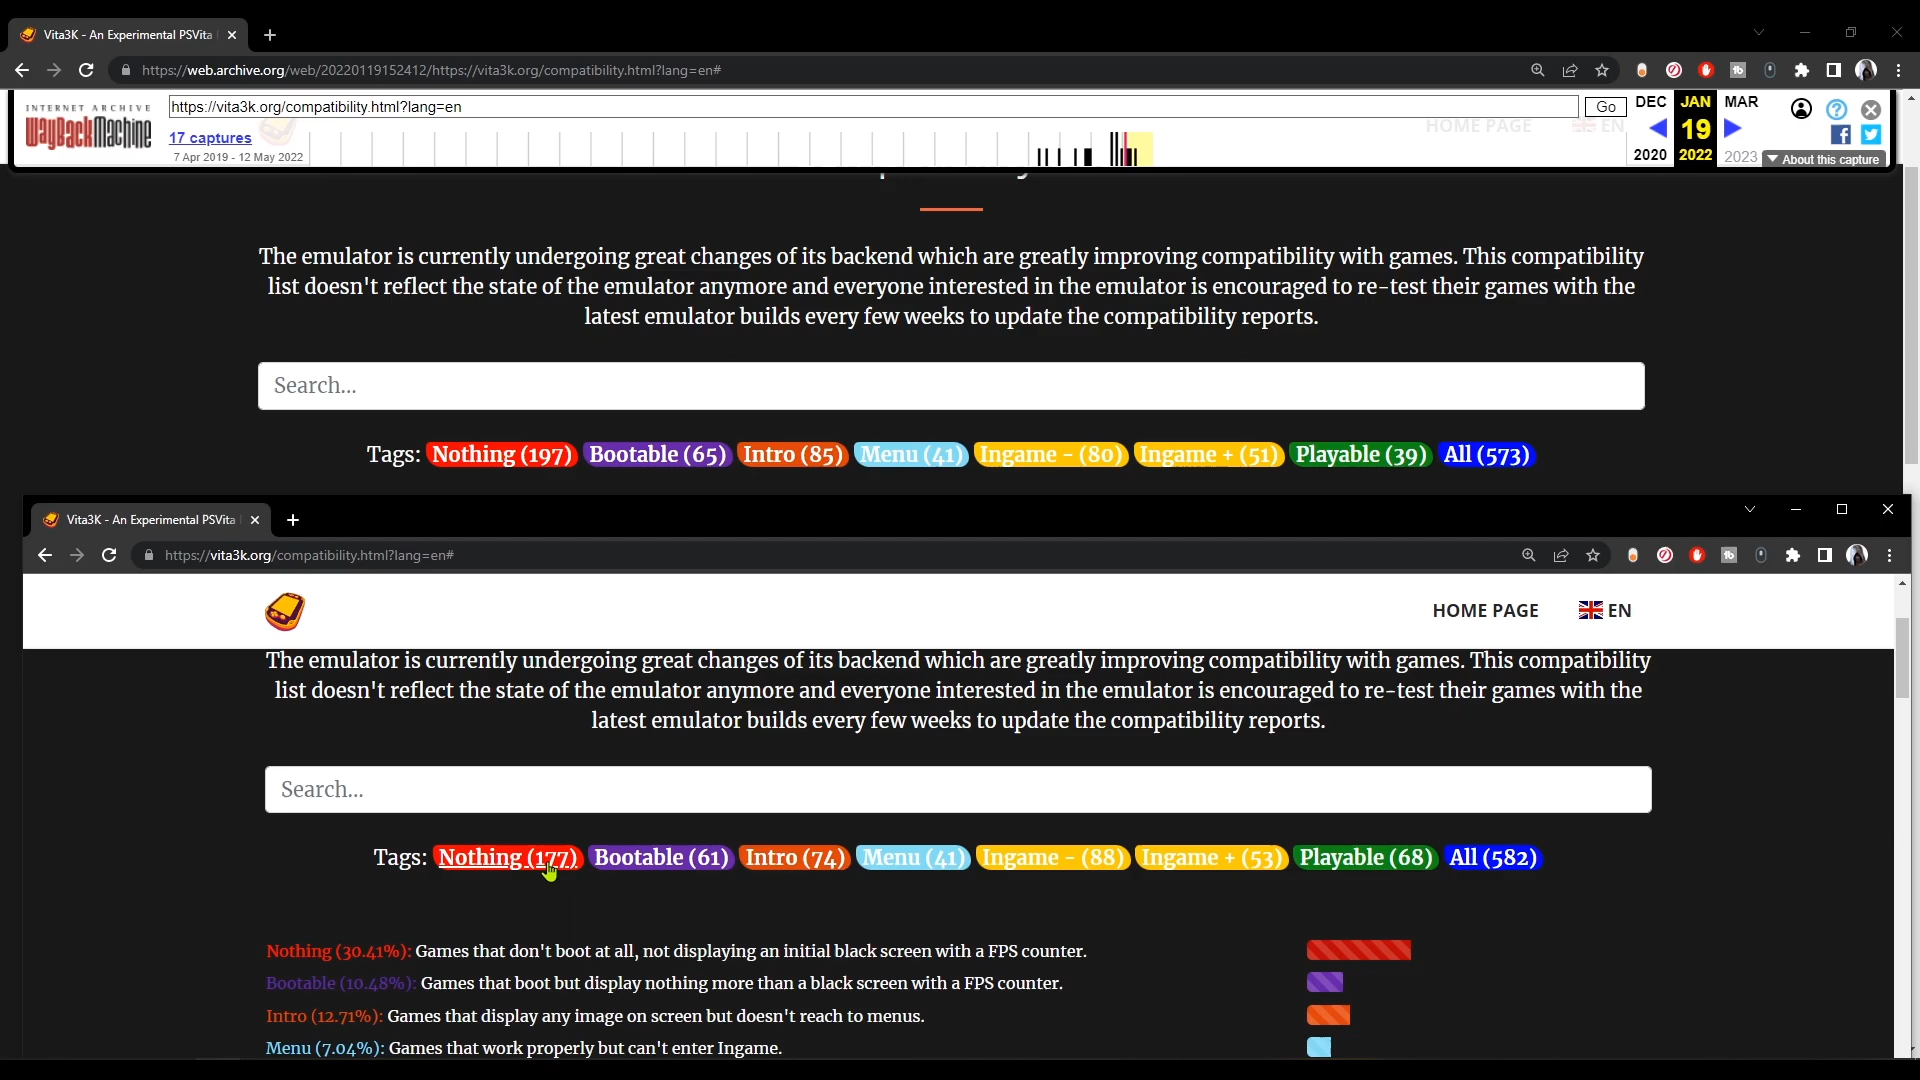 Vita3K - An Experimental PSVita
https://web.archive.org/web/20220119152412/https://vita3k.org/compatibility.html?lang=en#
INTERNET ARCHIVE
WayBackMachine
https://vita3k.org/compatibility.html?lang=en
Go
DEC JAN MAR
17 captures
19
7 Apr 2019 - 12 May 2022
2020 2022 2023
About this capture
HOME PAGE EN
The emulator is currently undergoing great changes of its backend which are greatly improving compatibility with games. This compatibility
list doesn't reflect the state of the emulator anymore and everyone interested in the emulator is encouraged to re-test their games with the
latest emulator builds every few weeks to update the compatibility reports.
Search...
Tags: Nothing (197) Bootable (65) Intro (85) Menu (41) Ingame - (80) Ingame + (51) Playable (39) All (573)
Vita3K - An Experimental PSVita
https://vita3k.org/compatibility.html?lang=en#
HOME PAGE EN
The emulator is currently undergoing great changes of its backend which are greatly improving compatibility with games. This compatibility
list doesn't reflect the state of the emulator anymore and everyone interested in the emulator is encouraged to re-test their games with the
latest emulator builds every few weeks to update the compatibility reports.
Search...
Tags: Nothing (177) Bootable (61) Intro (74) Menu (41) Ingame - (88) Ingame + (53) Playable (68) All (582)
Nothing (30.41%): Games that don't boot at all, not displaying an initial black screen with a FPS counter.
Bootable (10.48%): Games that boot but display nothing more than a black screen with a FPS counter.
Intro (12.71%): Games that display any image on screen but doesn't reach to menus.
Menu (7.04%): Games that work properly but can't enter Ingame.